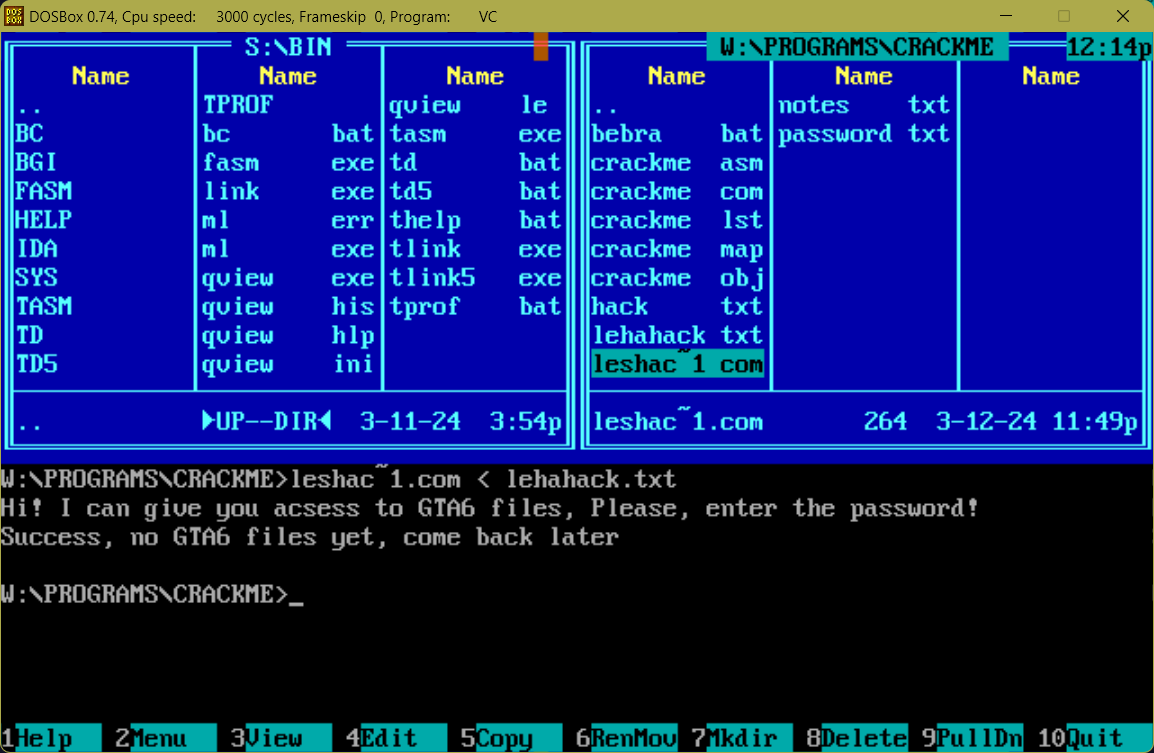 DOSBox 0.74, Cpu speed: 3000 cycles, Frameskip 0, Program: VC
S:\BIN W:\PROGRAMS\CRACKME 12:14p
Name Name Name Name Name Name
.. TPROF qview le .. notes txt
BC bc bat tasm exe bebra bat password txt
BGI fasm exe td bat crackme asm
FASM link exe td5 bat crackme com
HELP ml err thelp bat crackme lst
IDA ml exe tlink exe crackme map
SYS qview exe tlink5 exe crackme obj
TASM qview his tprof bat hack txt
TD qview hlp lehahack txt
TD5 qview ini leshac~1 com
.. ►UP--DIR◄ 3-11-24 3:54p leshac~1.com 264 3-12-24 11:49p
W:\PROGRAMS\CRACKME>leshac~1.com < lehahack.txt
Hi! I can give you acsess to GTA6 files, Please, enter the password!
Success, no GTA6 files yet, come back later
W:\PROGRAMS\CRACKME>_
1Help 2Menu 3View 4Edit 5Copy 6RenMov 7Mkdir 8Delete 9PullDn 10Quit